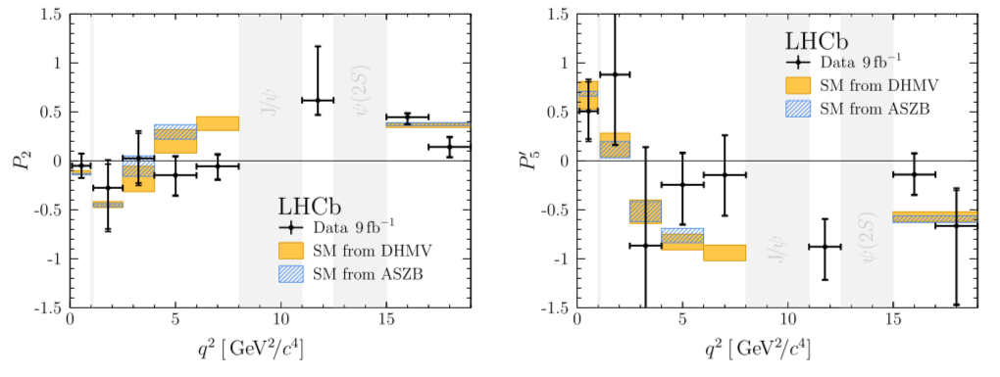 1.5
1
0.5
0
-0.5
-1
-1.5
P₂
J/ψ
ψ(2S)
LHCb
Data 9 fb⁻¹
SM from DHMV
SM from ASZB
0 5 10 15
q² [GeV²/c⁴]
1.5
1
0.5
0
-0.5
-1
-1.5
P′₅
LHCb
Data 9 fb⁻¹
SM from DHMV
SM from ASZB
J/ψ
ψ(2S)
0 5 10 15
q² [GeV²/c⁴]